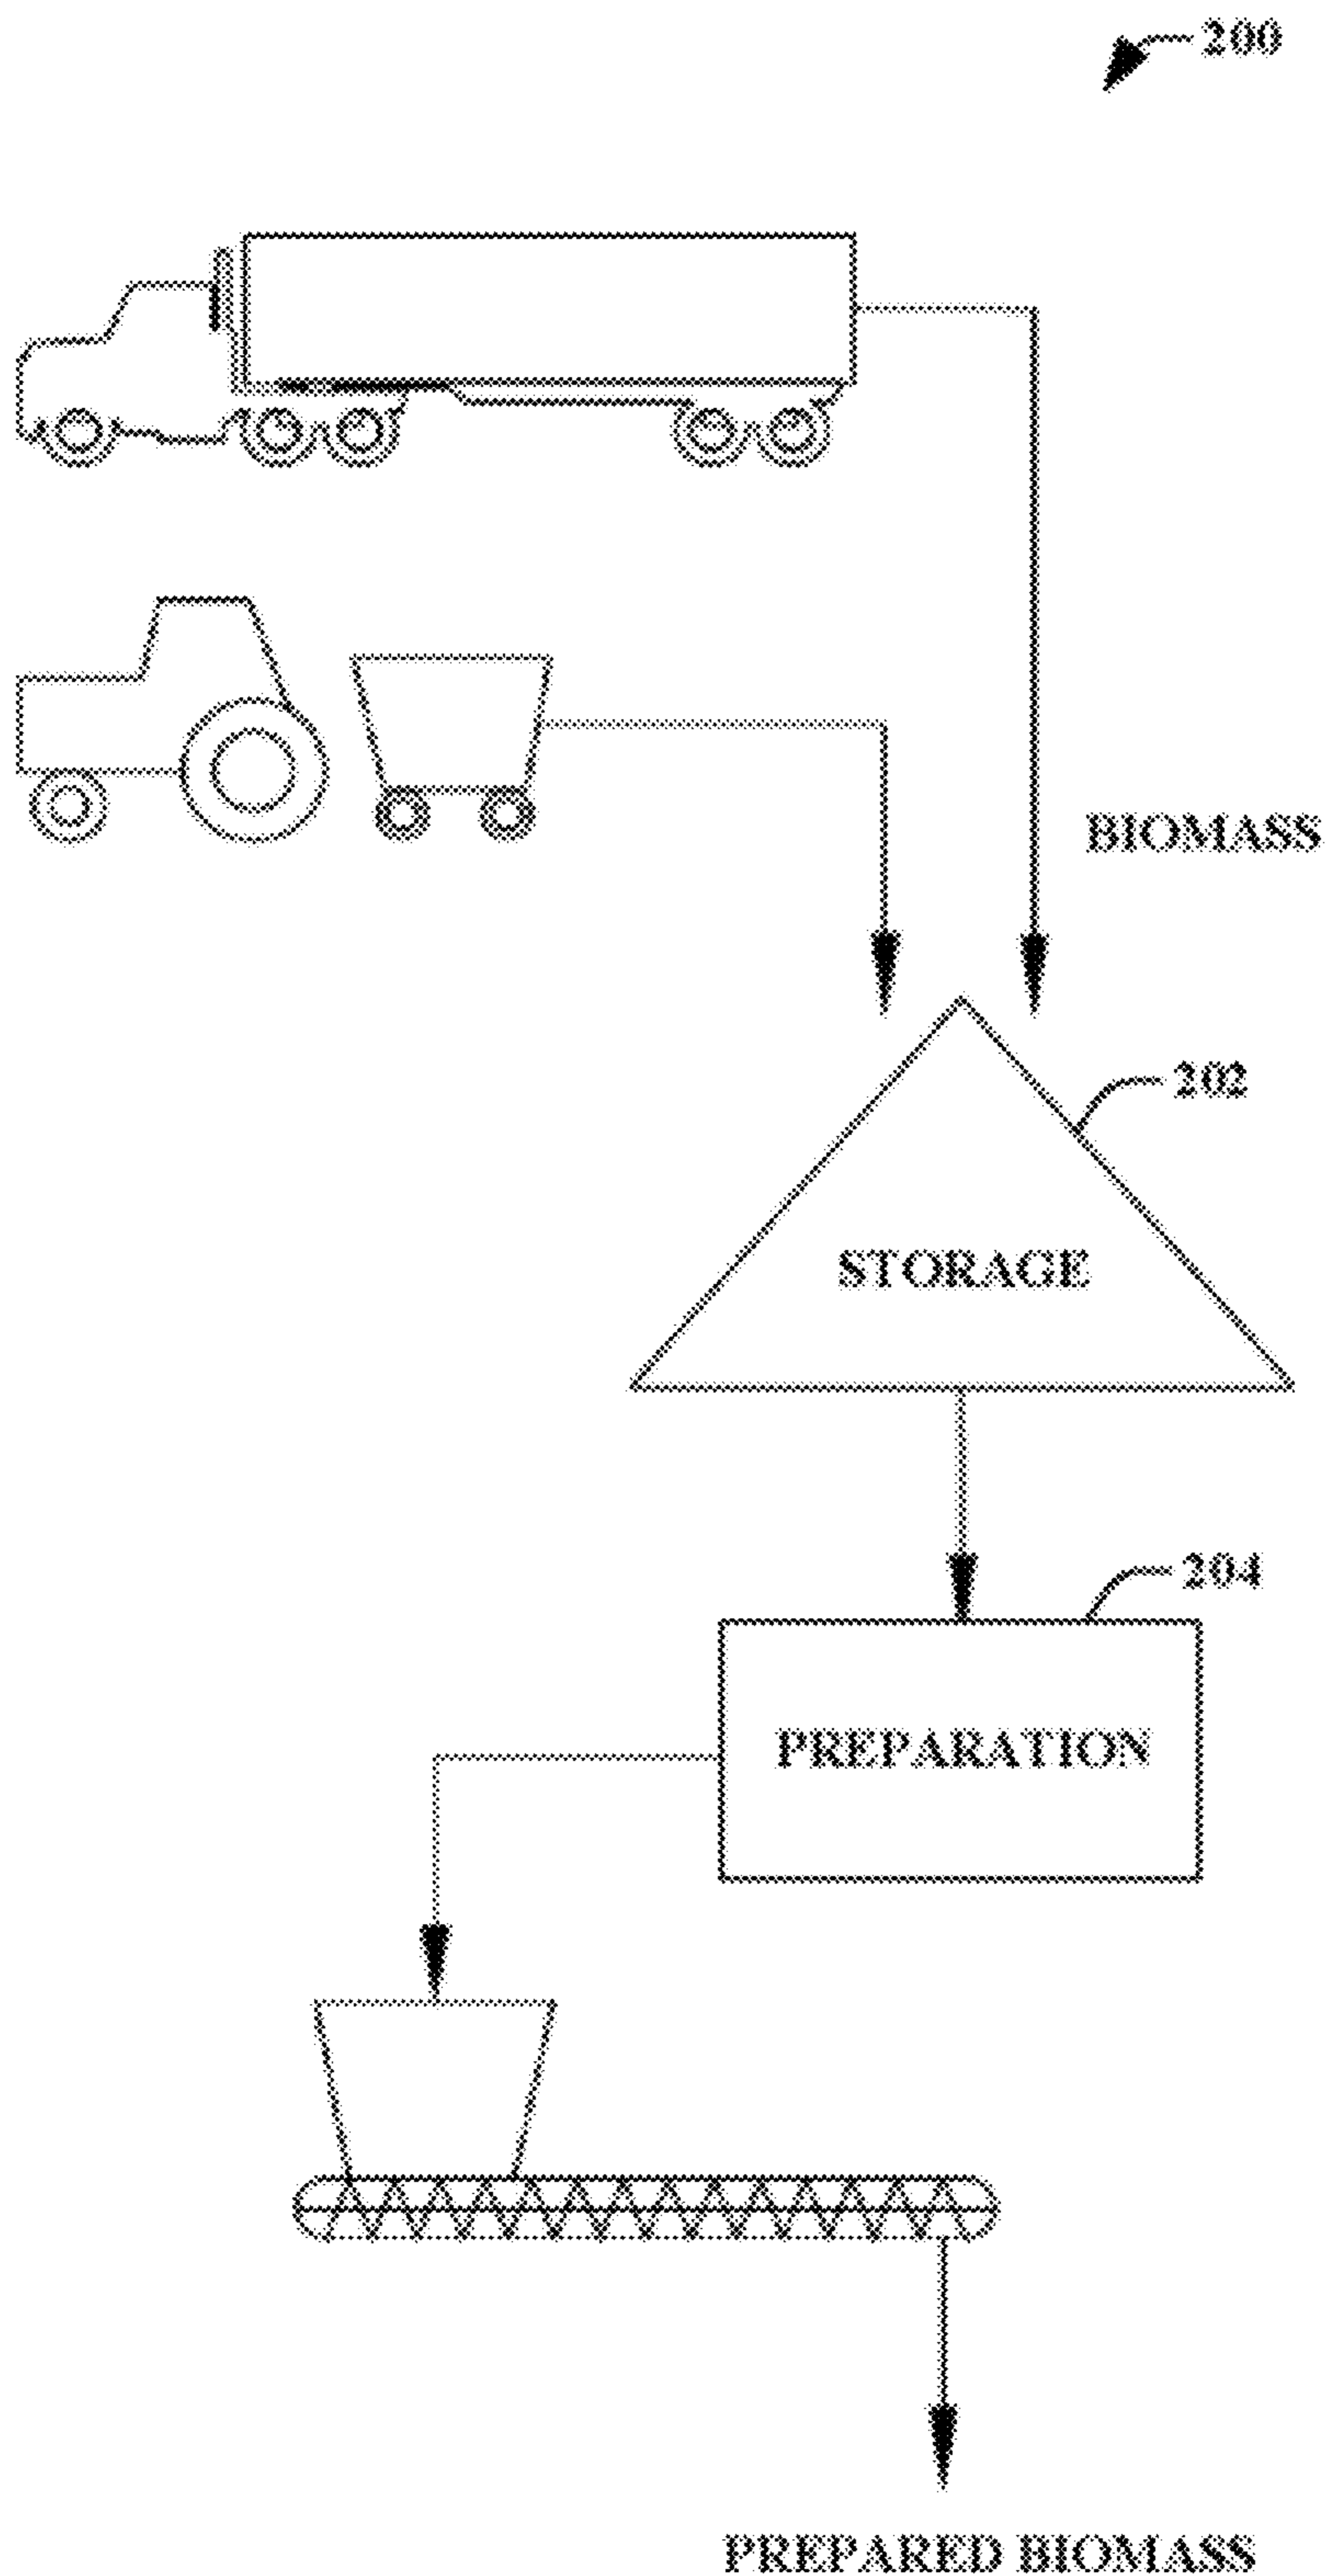 200
BIOMASS
202
STORAGE
204
PREPARATION
PREPARED BIOMASS